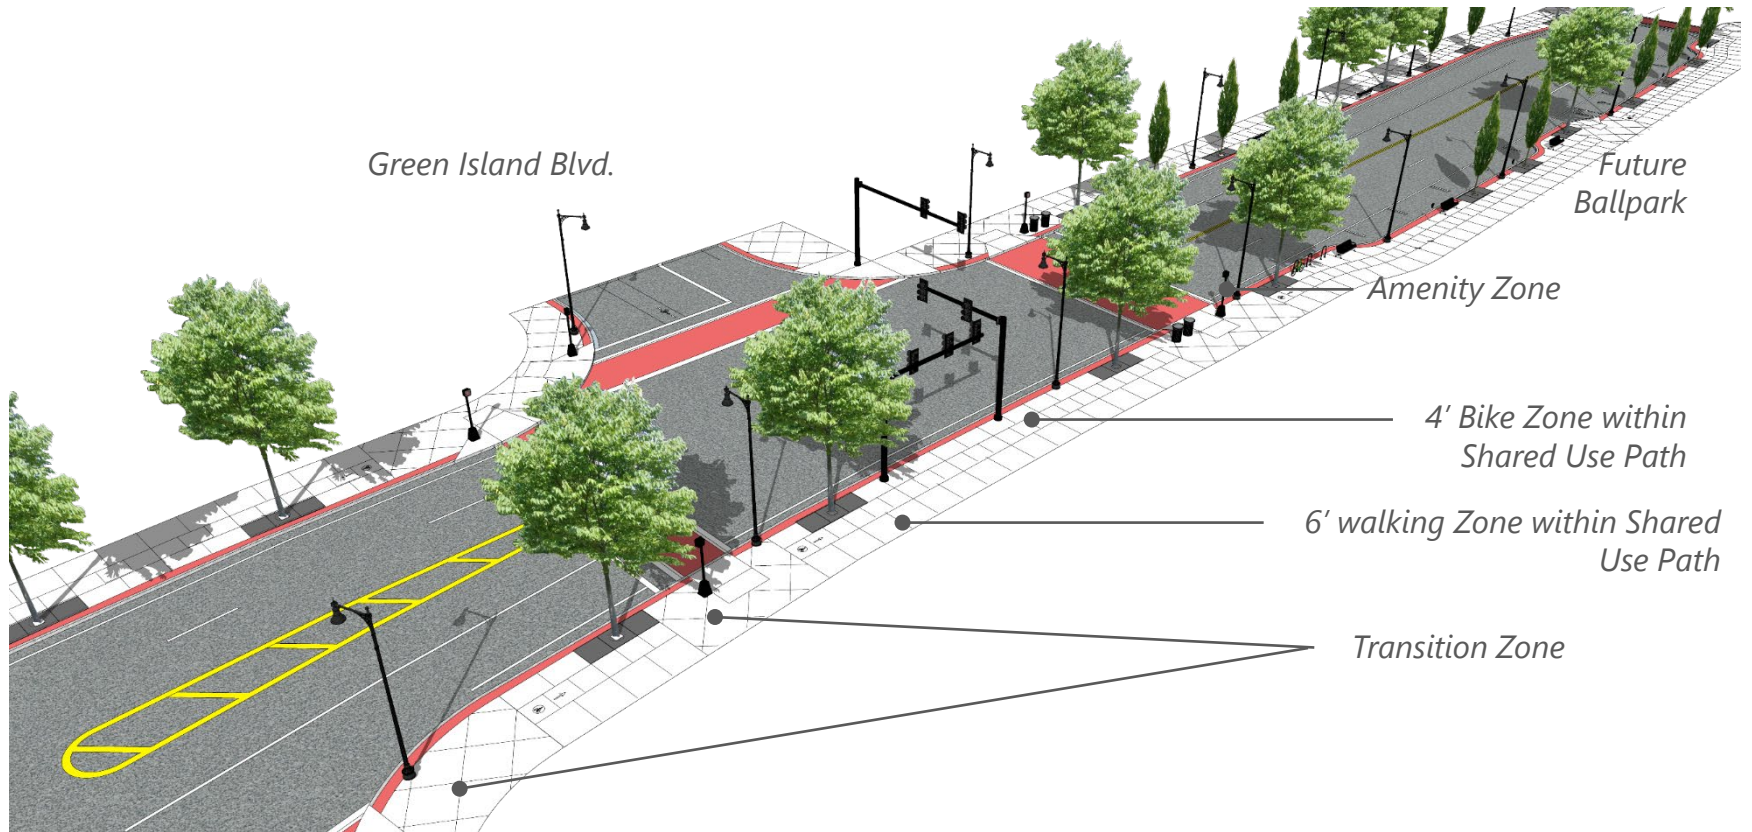 Green Island Blvd.
Future
Ballpark
Amenity Zone
4’ Bike Zone within
Shared Use Path
6’ walking Zone within Shared
Use Path
Transition Zone